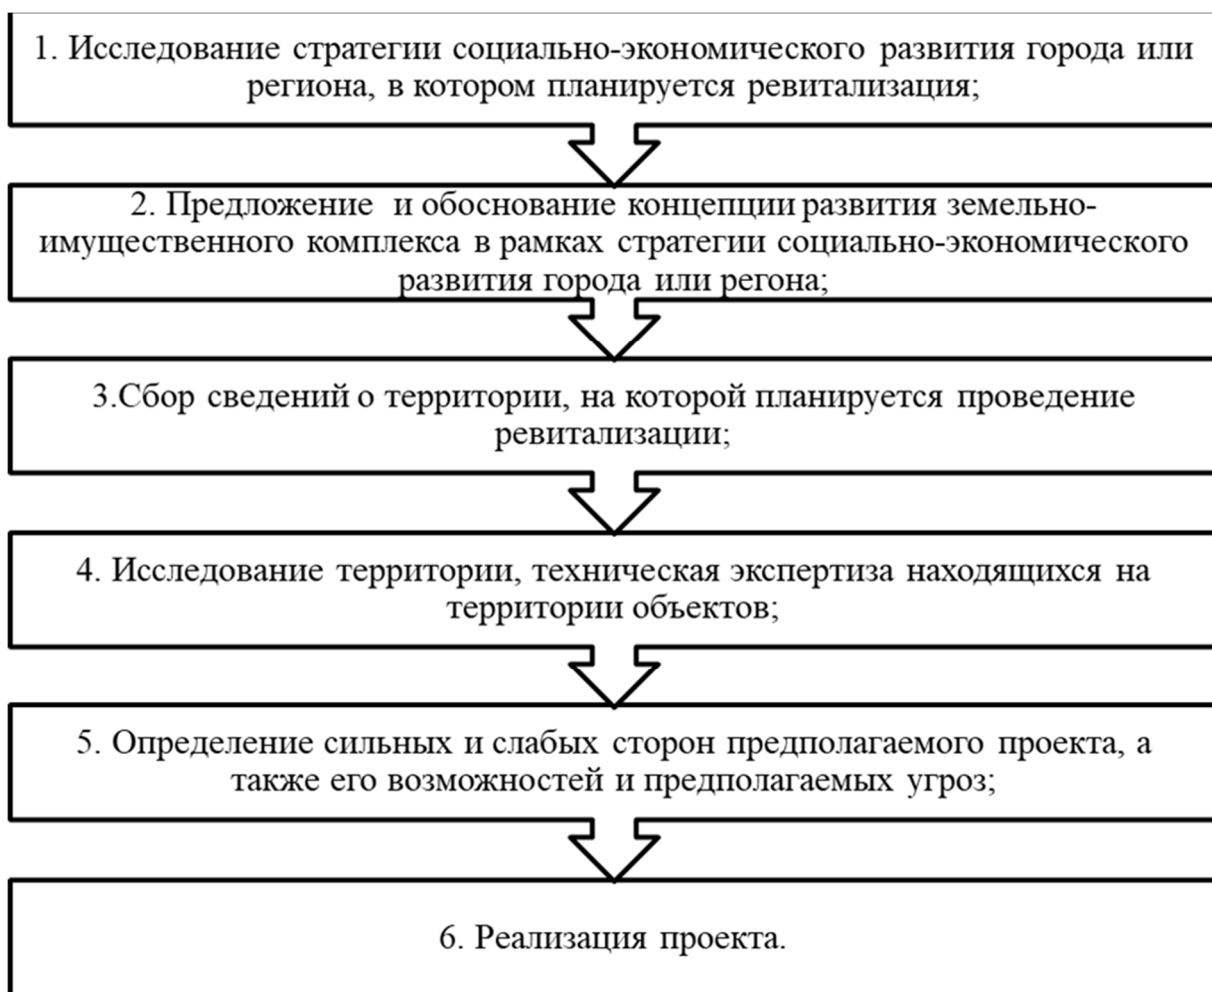 1. Исследование стратегии социально-экономического развития города или
региона, в котором планируется ревитализация;
2. Предложение и обоснование концепции развития земельно-
имущественного комплекса в рамках стратегии социально-экономического
развития города или регона;
3.Сбор сведений о территории, на которой планируется проведение
ревитализации;
4. Исследование территории, техническая экспертиза находящихся на
территории объектов;
5. Определение сильных и слабых сторон предполагаемого проекта, а
также его возможностей и предполагаемых угроз;
6. Реализация проекта.